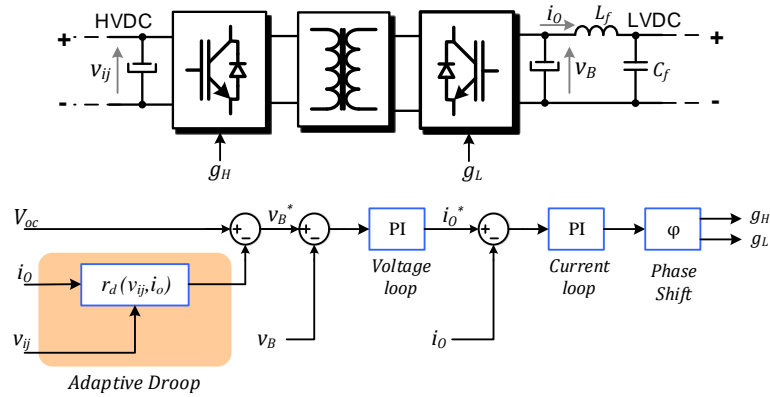 HVDC
i_O L_f LVDC
+ +
v_ij v_B C_f
- -
g_H g_L
V_oc + - v_B^* + - PI i_O^* + - PI φ g_H
g_L
Voltage loop
Current loop
Phase Shift
i_O r_d(v_ij,i_o)
v_ij v_B i_O
Adaptive Droop